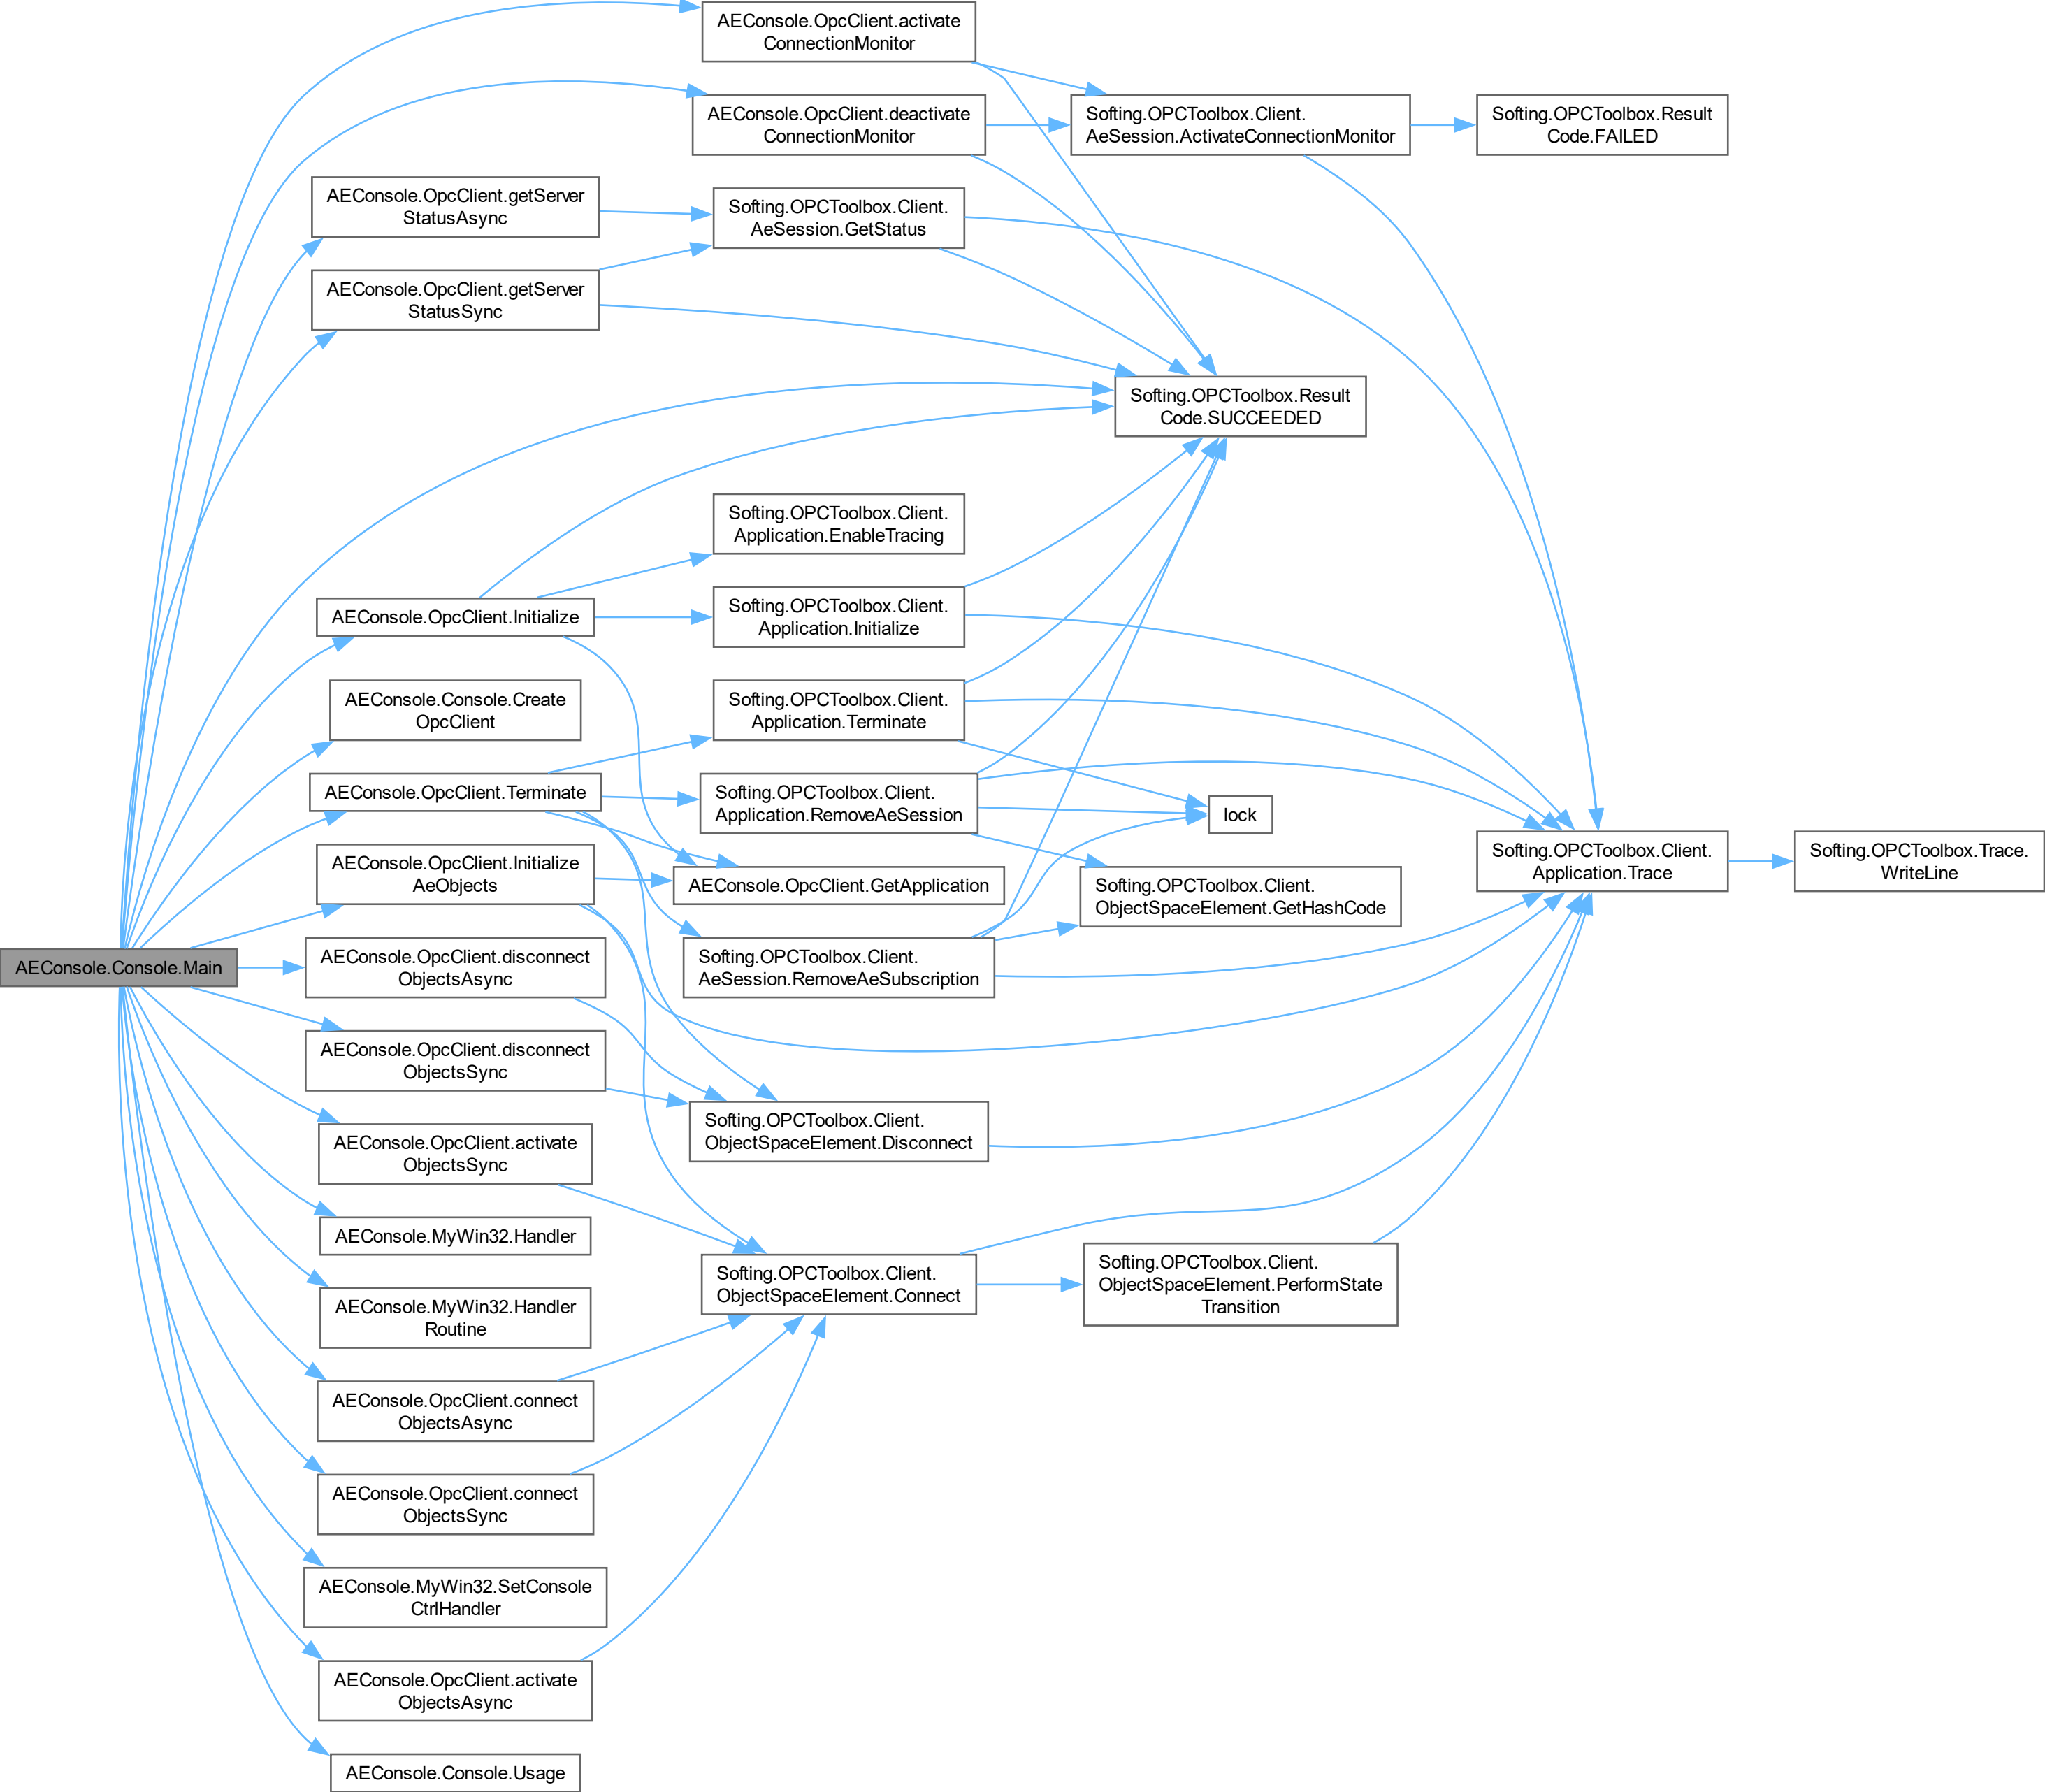 AEConsole.Console.Main
AEConsole.OpcClient.activate
ConnectionMonitor
AEConsole.OpcClient.deactivate
ConnectionMonitor
Softing.OPCToolbox.Client.
AeSession.ActivateConnectionMonitor
Softing.OPCToolbox.Result
Code.FAILED
AEConsole.OpcClient.getServer
StatusAsync
Softing.OPCToolbox.Client.
AeSession.GetStatus
AEConsole.OpcClient.getServer
StatusSync
Softing.OPCToolbox.Result
Code.SUCCEEDED
Softing.OPCToolbox.Client.
Application.EnableTracing
AEConsole.OpcClient.Initialize
Softing.OPCToolbox.Client.
Application.Initialize
AEConsole.Console.Create
OpcClient
Softing.OPCToolbox.Client.
Application.Terminate
AEConsole.OpcClient.Terminate
Softing.OPCToolbox.Client.
Application.RemoveAeSession
lock
AEConsole.OpcClient.Initialize
AeObjects
AEConsole.OpcClient.GetApplication
Softing.OPCToolbox.Client.
ObjectSpaceElement.GetHashCode
Softing.OPCToolbox.Client.
Application.Trace
Softing.OPCToolbox.Trace.
WriteLine
AEConsole.OpcClient.disconnect
ObjectsAsync
Softing.OPCToolbox.Client.
AeSession.RemoveAeSubscription
AEConsole.OpcClient.disconnect
ObjectsSync
Softing.OPCToolbox.Client.
ObjectSpaceElement.Disconnect
AEConsole.OpcClient.activate
ObjectsSync
AEConsole.MyWin32.Handler
Softing.OPCToolbox.Client.
ObjectSpaceElement.Connect
Softing.OPCToolbox.Client.
ObjectSpaceElement.PerformState
Transition
AEConsole.MyWin32.Handler
Routine
AEConsole.OpcClient.connect
ObjectsAsync
AEConsole.OpcClient.connect
ObjectsSync
AEConsole.MyWin32.SetConsole
CtrlHandler
AEConsole.OpcClient.activate
ObjectsAsync
AEConsole.Console.Usage